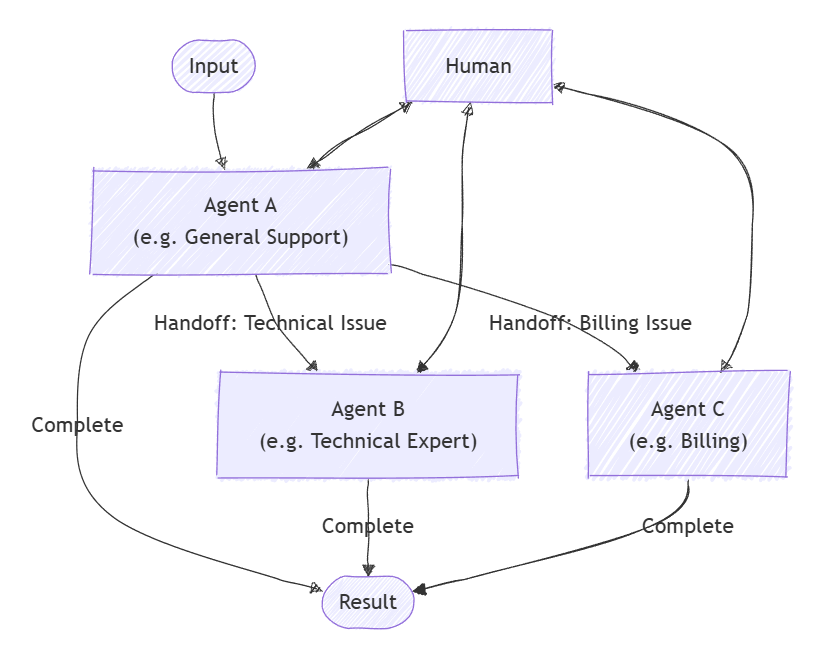 Input
Human
Agent A
(e.g. General Support)
Handoff: Technical Issue
Handoff: Billing Issue
Agent B
(e.g. Technical Expert)
Agent C
(e.g. Billing)
Complete
Complete
Complete
Result